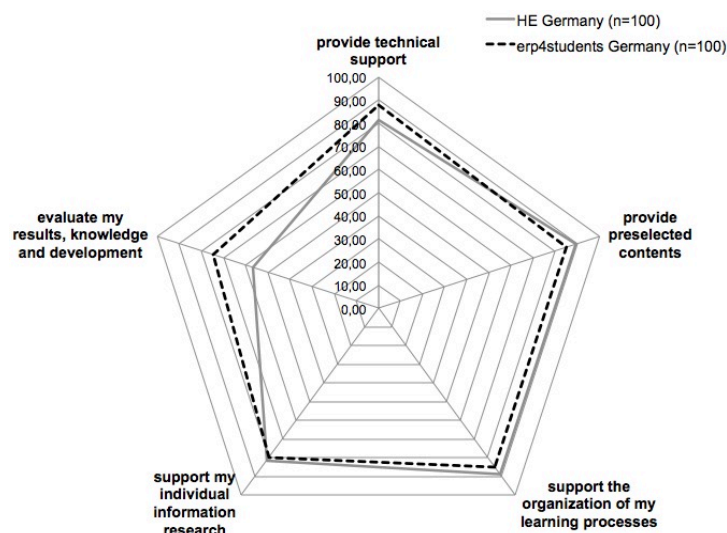 HE Germany (n=100)
erp4students Germany (n=100)
provide technical
support
100,00
90,00
80,00
70,00
60,00
50,00
40,00
30,00
20,00
10,00
0,00
evaluate my
results, knowledge
and development
provide
preselected
contents
support my
individual
information
research
support the
organization of my
learning processes